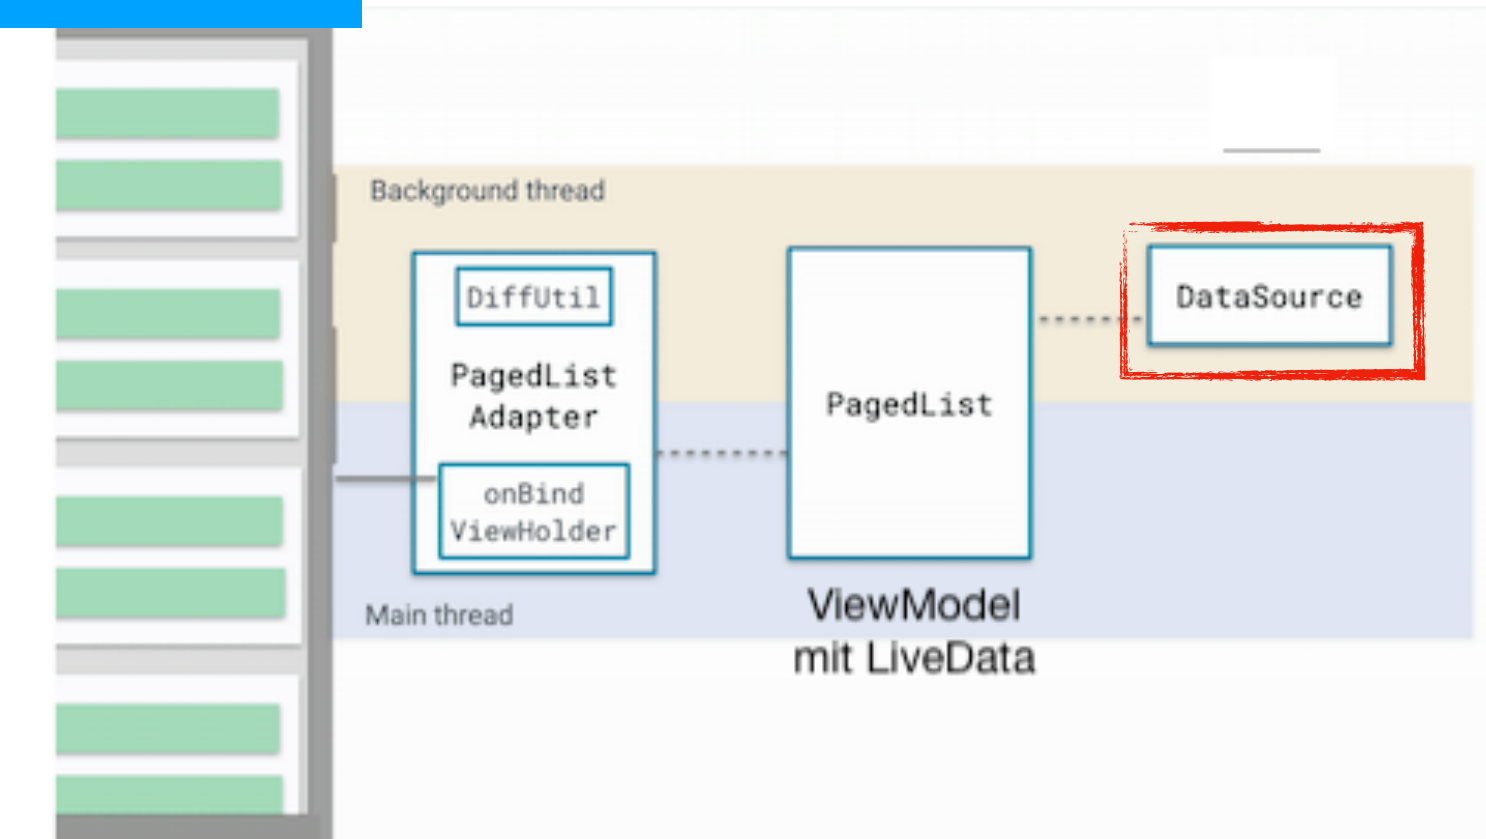 Background thread
DiffUtil
PagedList
Adapter
onBind
ViewHolder
PagedList
DataSource
Main thread
ViewModel
mit LiveData